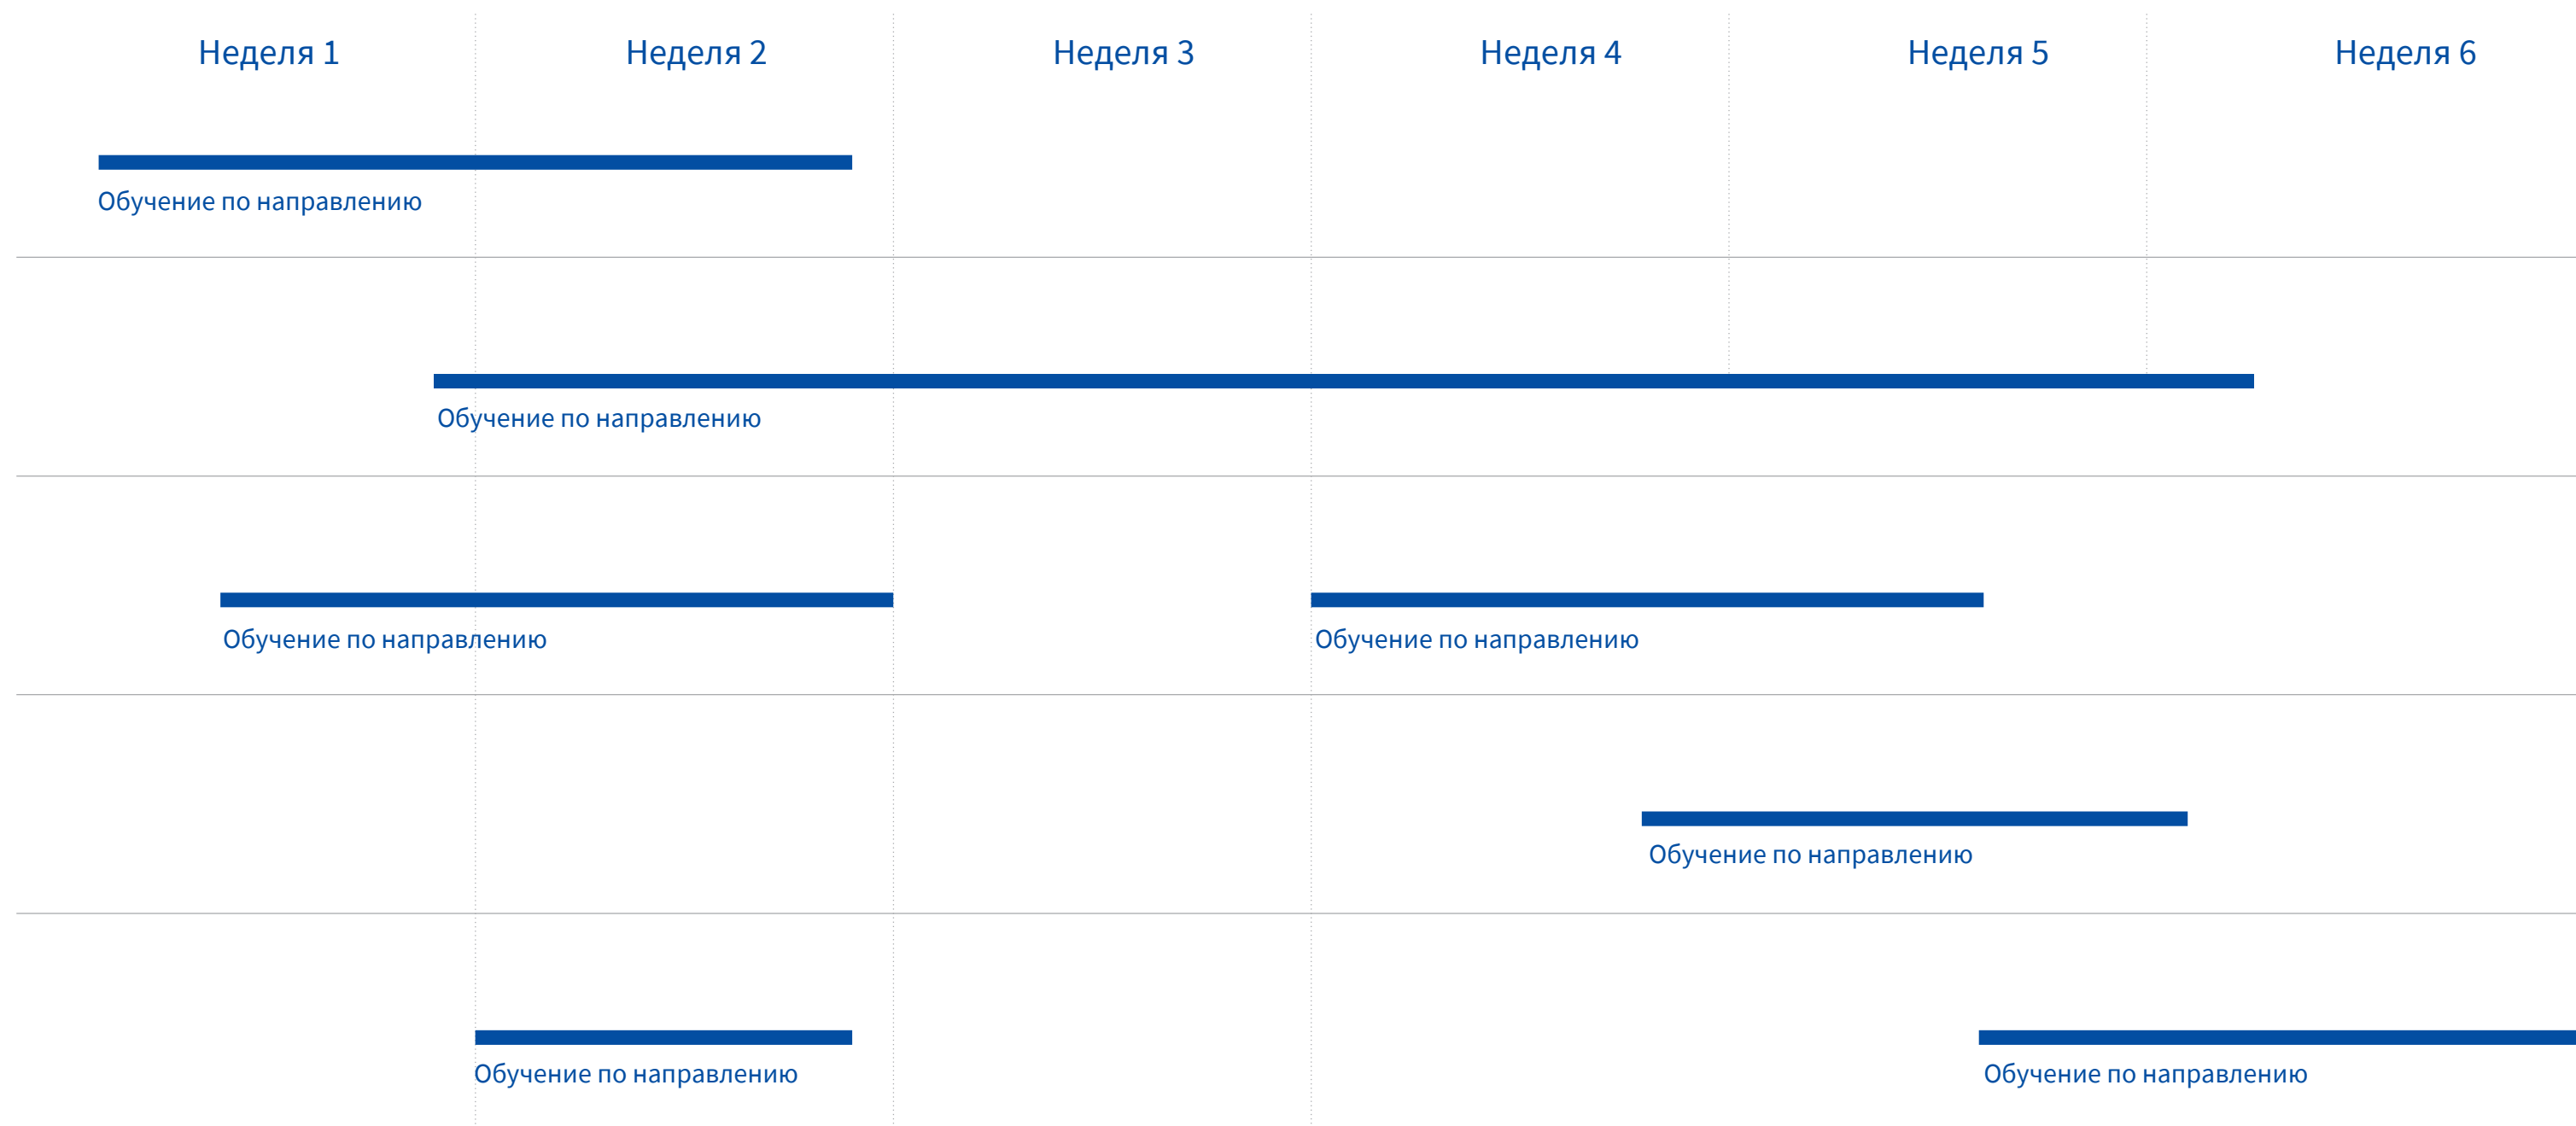 Неделя 1
Неделя 2
Неделя 3
Неделя 4
Неделя 5
Неделя 6
Обучение по направлению
Обучение по направлению
Обучение по направлению
Обучение по направлению
Обучение по направлению
Обучение по направлению
Обучение по направлению